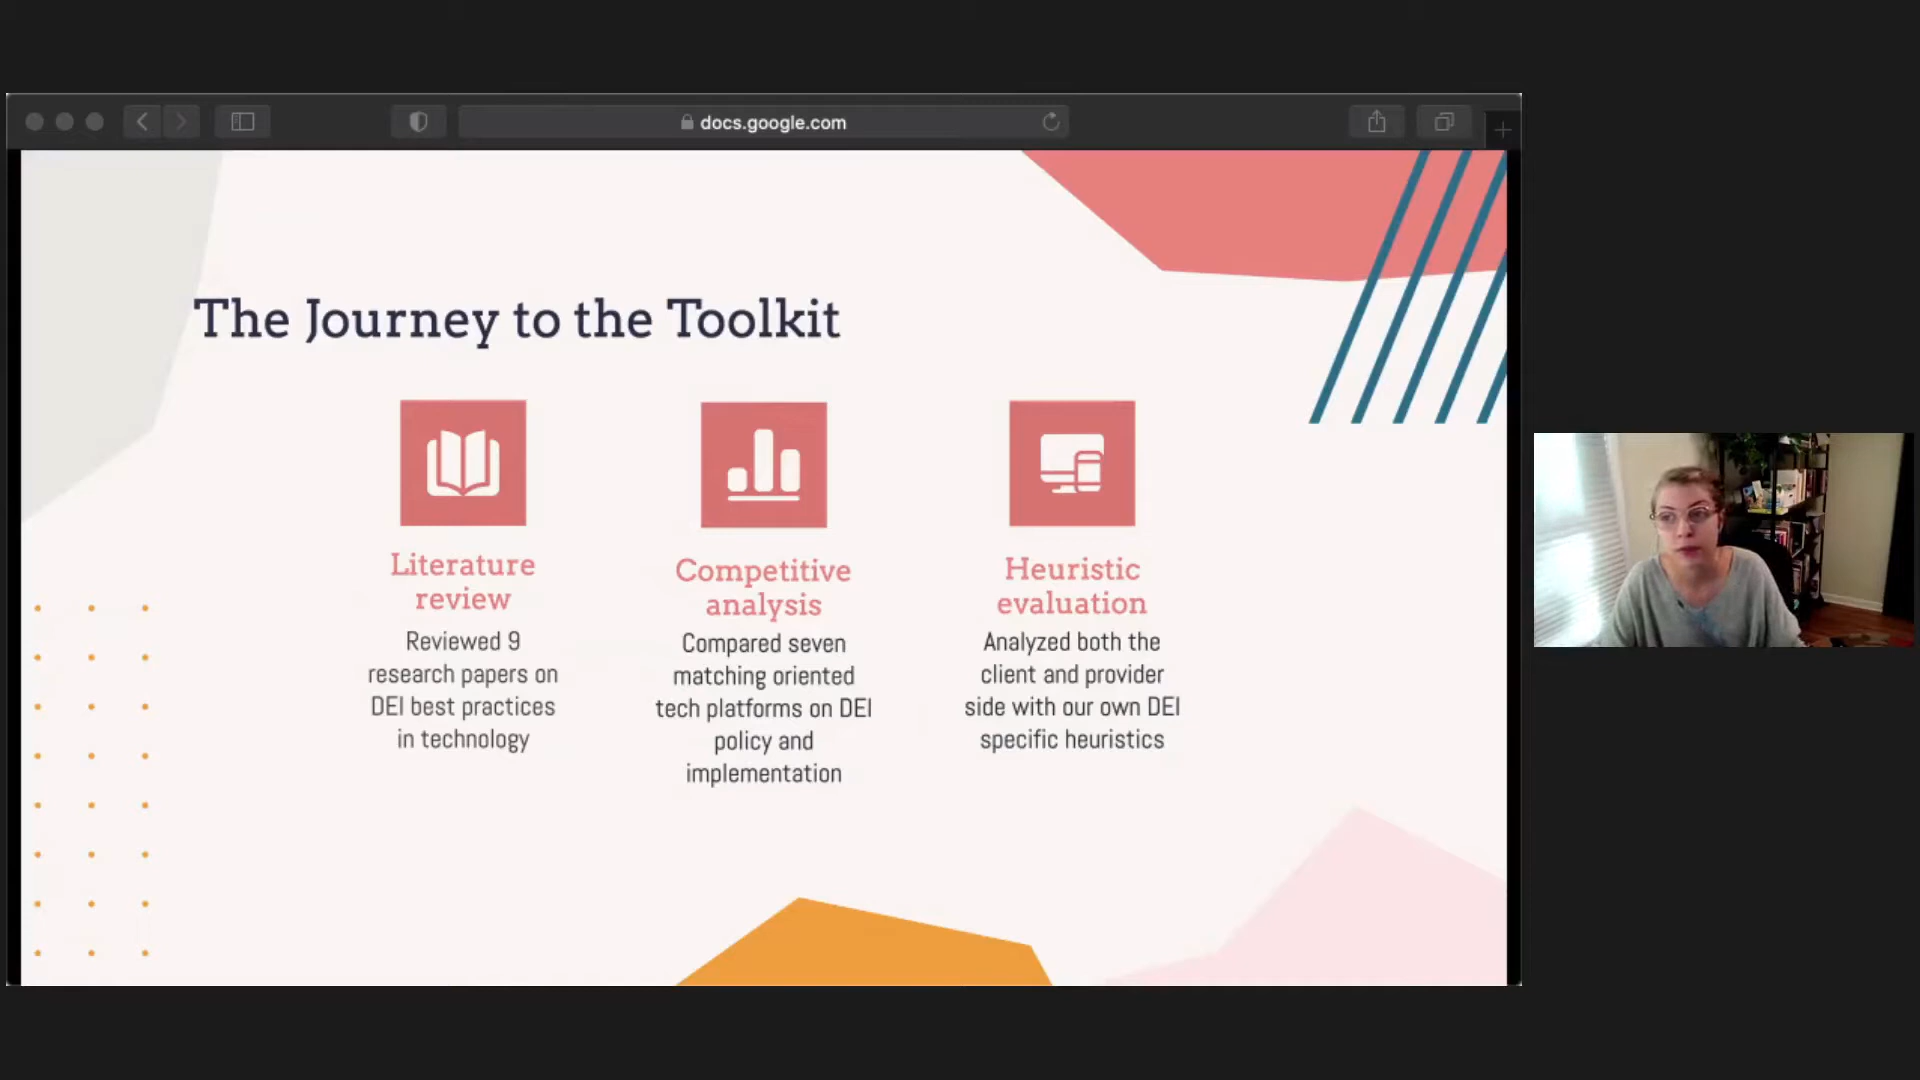 docs.google.com
The Journey to the Toolkit
Literature
review
Reviewed 9
research papers on
DEI best practices
in technology
Competitive
analysis
Compared seven
matching oriented
tech platforms on DEI
policy and
implementation
Heuristic
evaluation
Analyzed both the
client and provider
side with our own DEI
specific heuristics